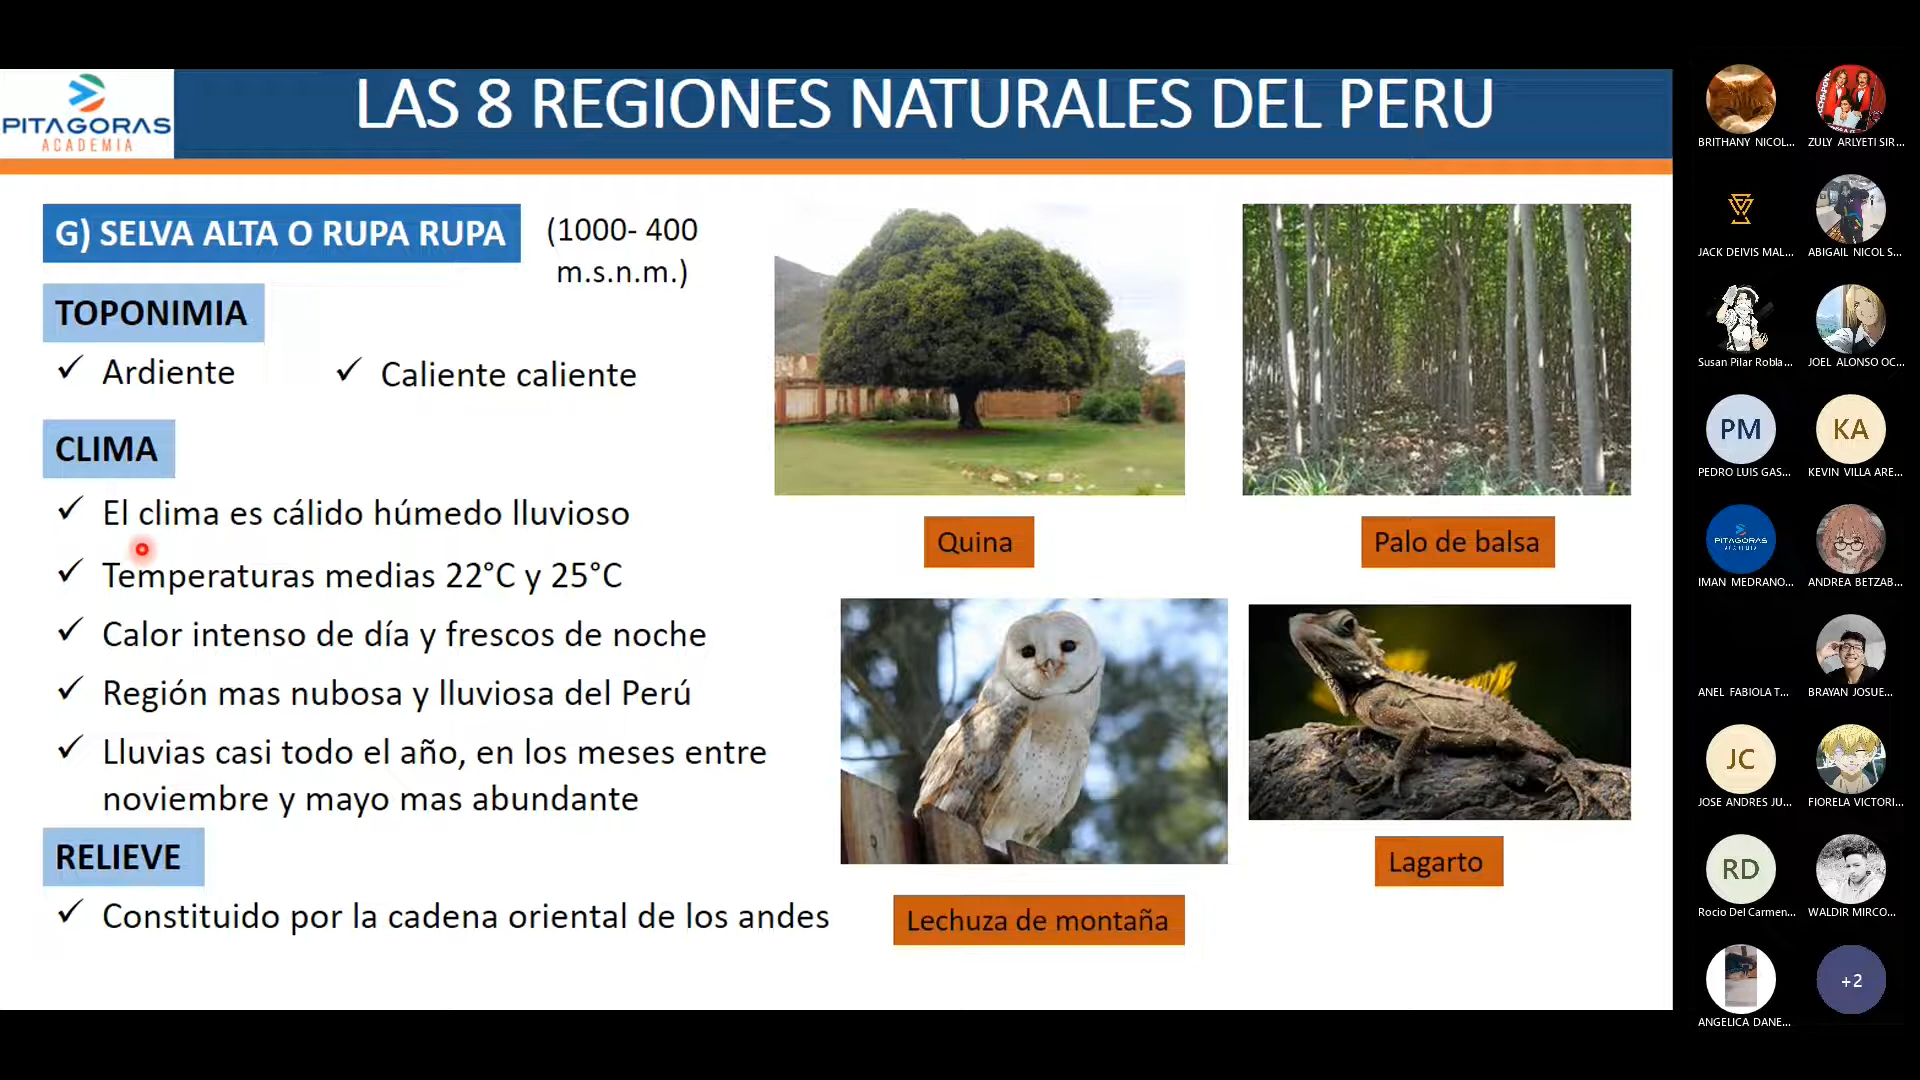 PITAGORAS
ACADEMIA
LAS 8 REGIONES NATURALES DEL PERU
G) SELVA ALTA O RUPA RUPA
(1000- 400
m.s.n.m.)
TOPONIMIA
Ardiente
Caliente caliente
CLIMA
El clima es cálido húmedo lluvioso
Temperaturas medias 22°C y 25°C
Calor intenso de día y frescos de noche
Región mas nubosa y lluviosa del Perú
Lluvias casi todo el año, en los meses entre
noviembre y mayo mas abundante
RELIEVE
Constituido por la cadena oriental de los andes
Quina
Palo de balsa
Lechuza de montaña
Lagarto
BRITHANY NICOL...
ZULY ARLYETI SIR...
JACK DEIVIS MAL...
ABIGAIL NICOL S...
Susan Pilar Robla...
JOEL ALONSO OC...
PM
PEDRO LUIS GAS...
KA
KEVIN VILLA ARE...
PITAGORAS
ACADEMIA
IMAN MEDRANO...
ANDREA BETZAB...
ANEL FABIOLA T...
BRAYAN JOSUE...
JC
JOSE ANDRES JU...
FIORELA VICTORI...
RD
Rocio Del Carmen...
WALDIR MIRCO...
ANGELICA DANE...
+2